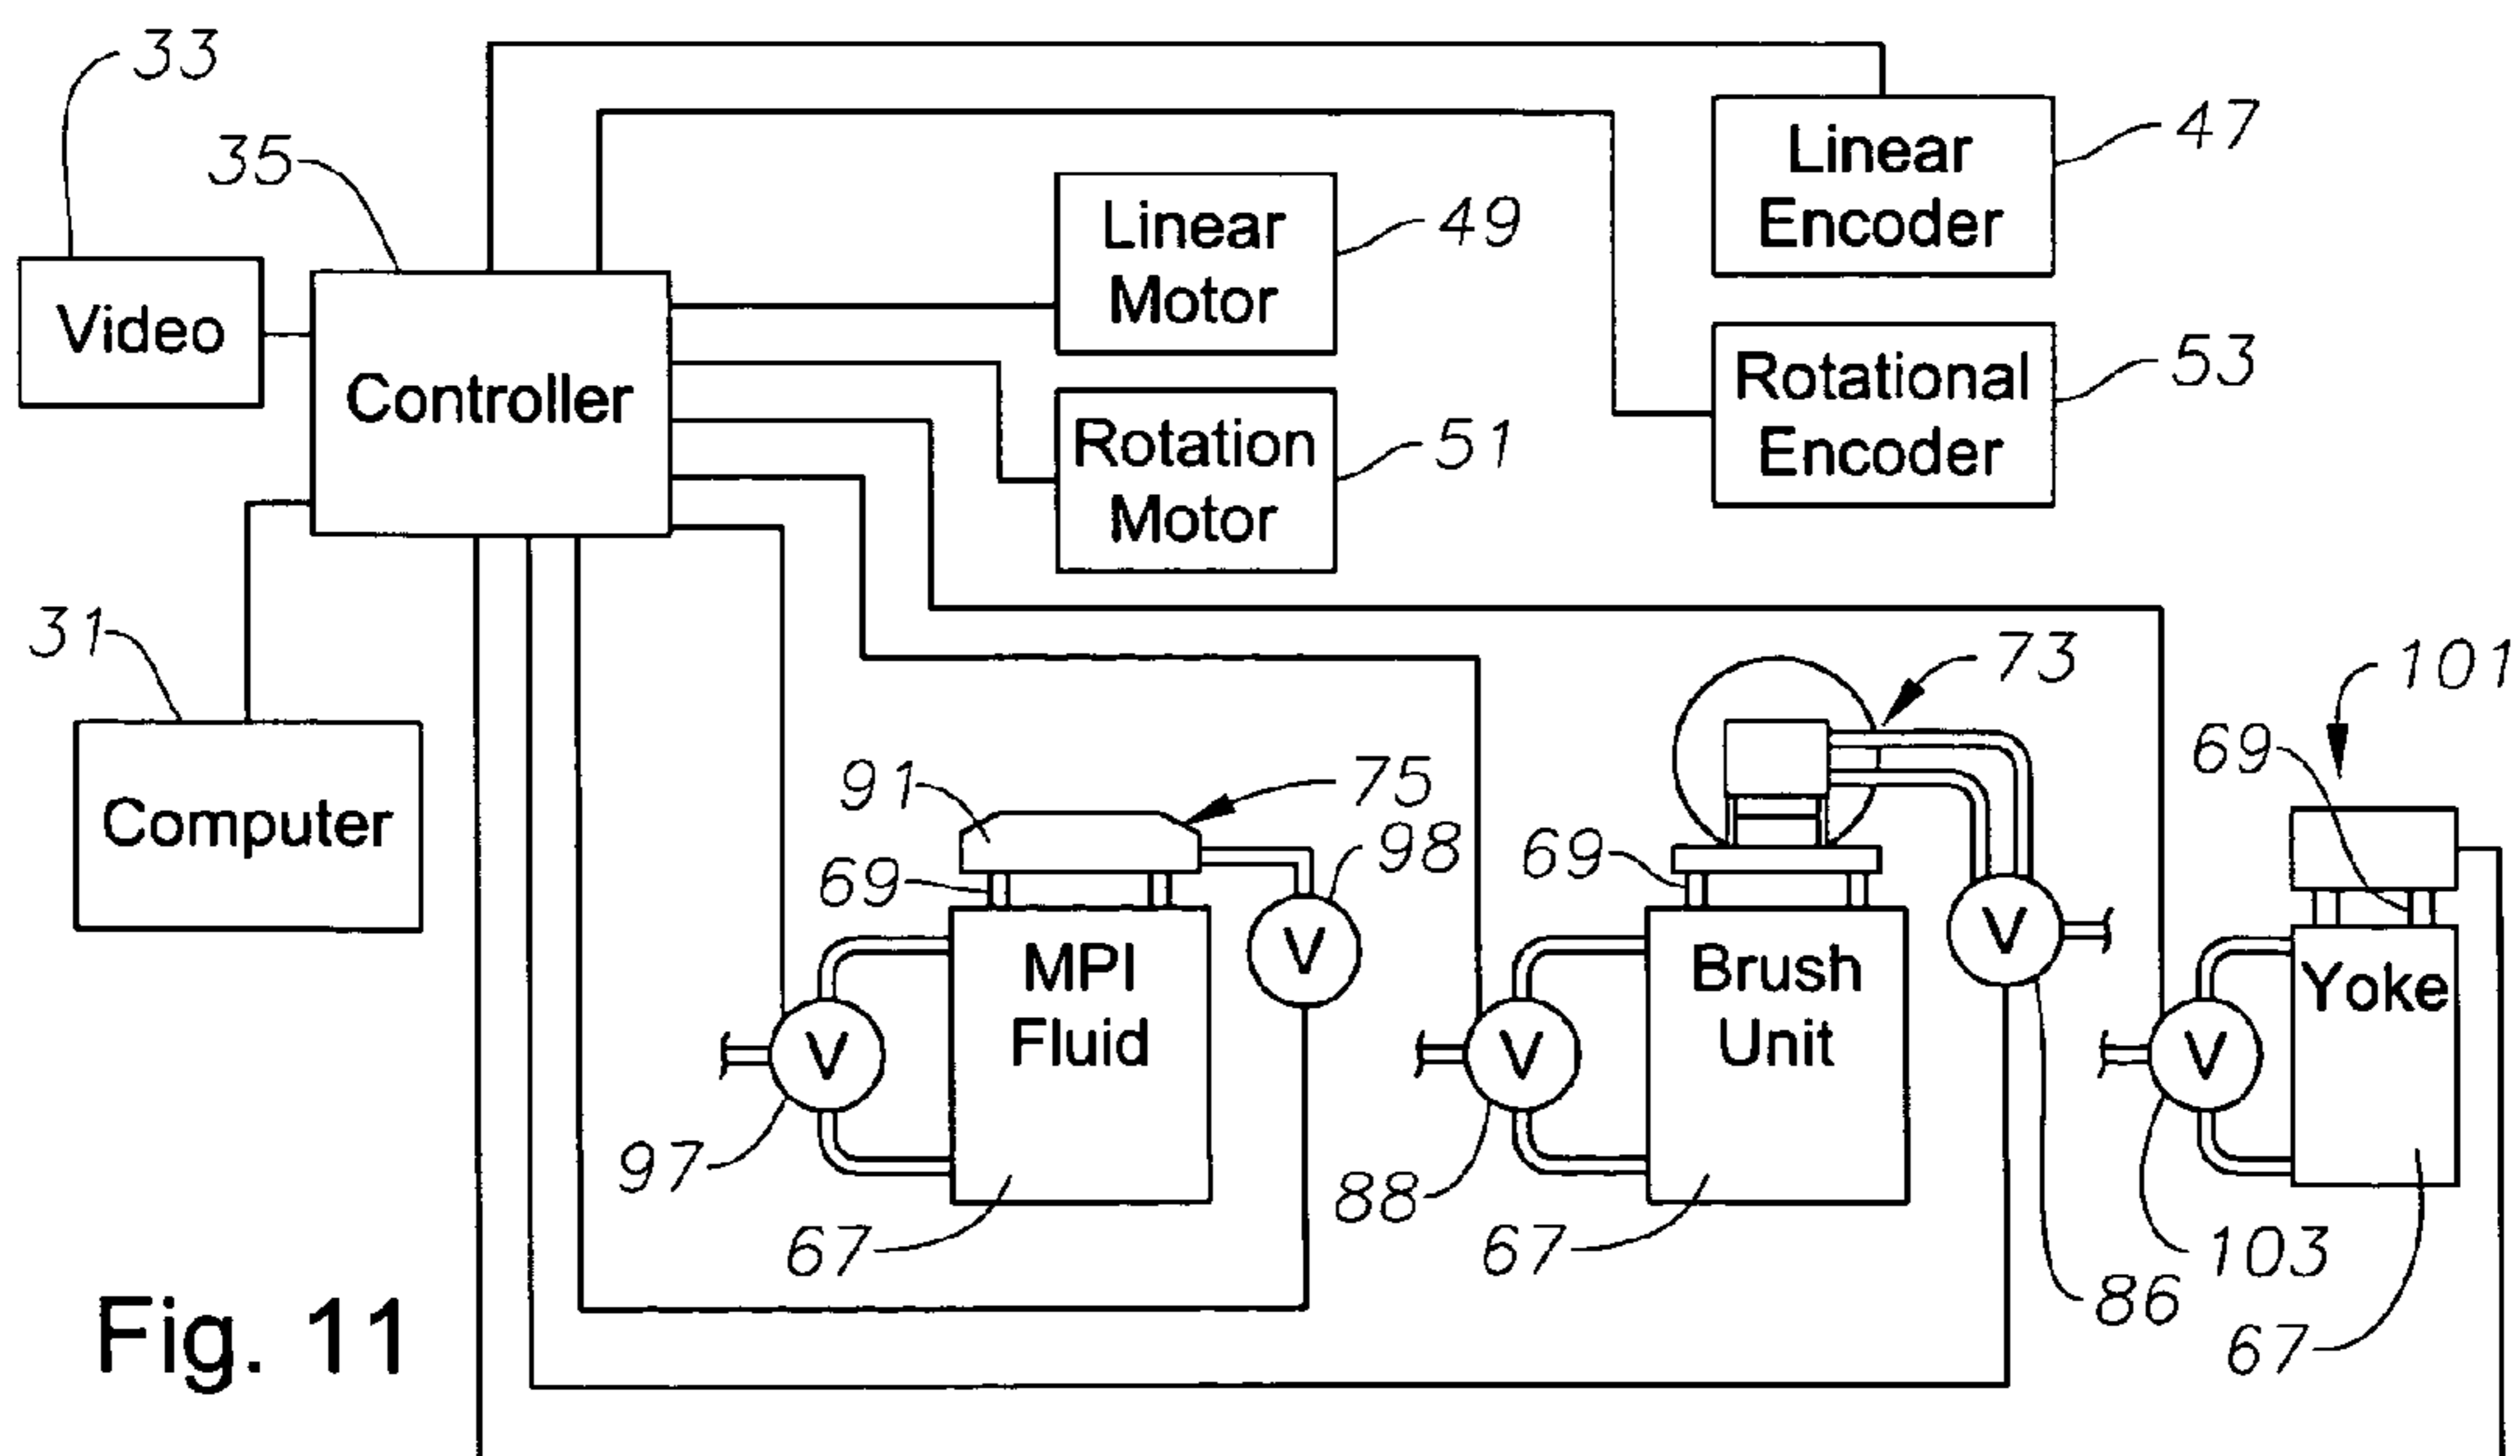 33
35
47
Linear
Encoder
49
Linear
Motor
Video
Controller
53
Rotational
Encoder
51
Rotation
Motor
31
73
101
69
Computer
91
75
98
69
69
V
V
MPI
Fluid
Brush
Unit
Yoke
V
V
V
97
88
67
67
103
86
67
Fig. 11